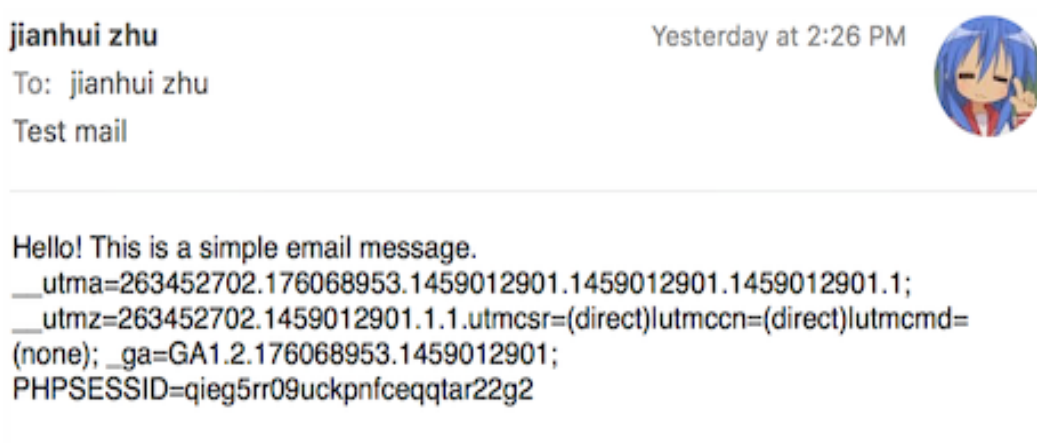 jianhui zhu
Yesterday at 2:26 PM
To: jianhui zhu
Test mail
Hello! This is a simple email message.
__utma=263452702.176068953.1459012901.1459012901.1459012901.1;
__utmz=263452702.1459012901.1.1.utmcsr=(direct)|utmccn=(direct)|utmcmd=
(none); _ga=GA1.2.176068953.1459012901;
PHPSESSID=qieg5rr09uckpnfceqqtar22g2